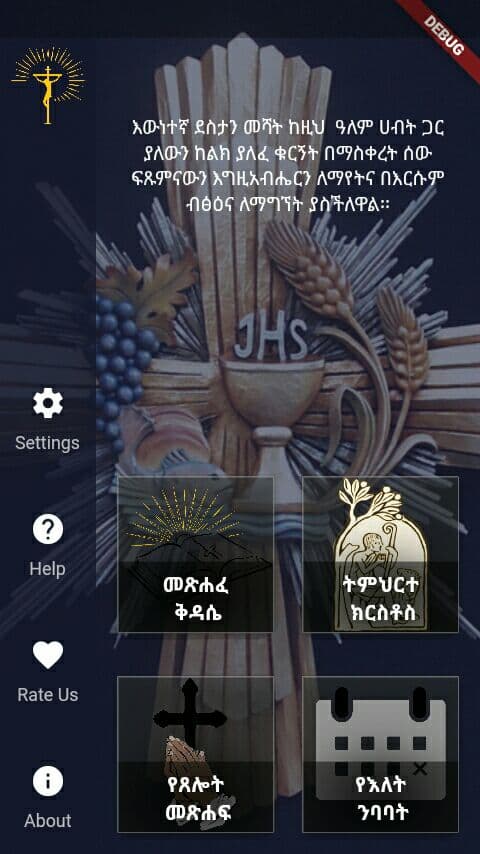 DEBUG
እውነተኛ ደስታን መሻት ከዚህ ዓለም ሀብት ጋር
ያለውን ከልክ ያለፈ ቁርኝት በማስቀረት ሰው
ፍጹምናውን እግዚአብሔርን ለማየትና በእርሱም
ብፅዕና ለማግኘት ያስችለዋል።
JHS
Settings
Help
Rate Us
About
መጽሐፈ
ቅዳሴ
ትምህርተ
ክርስቶስ
የጸሎት
መጽሐፍ
የእለት
ንባባት